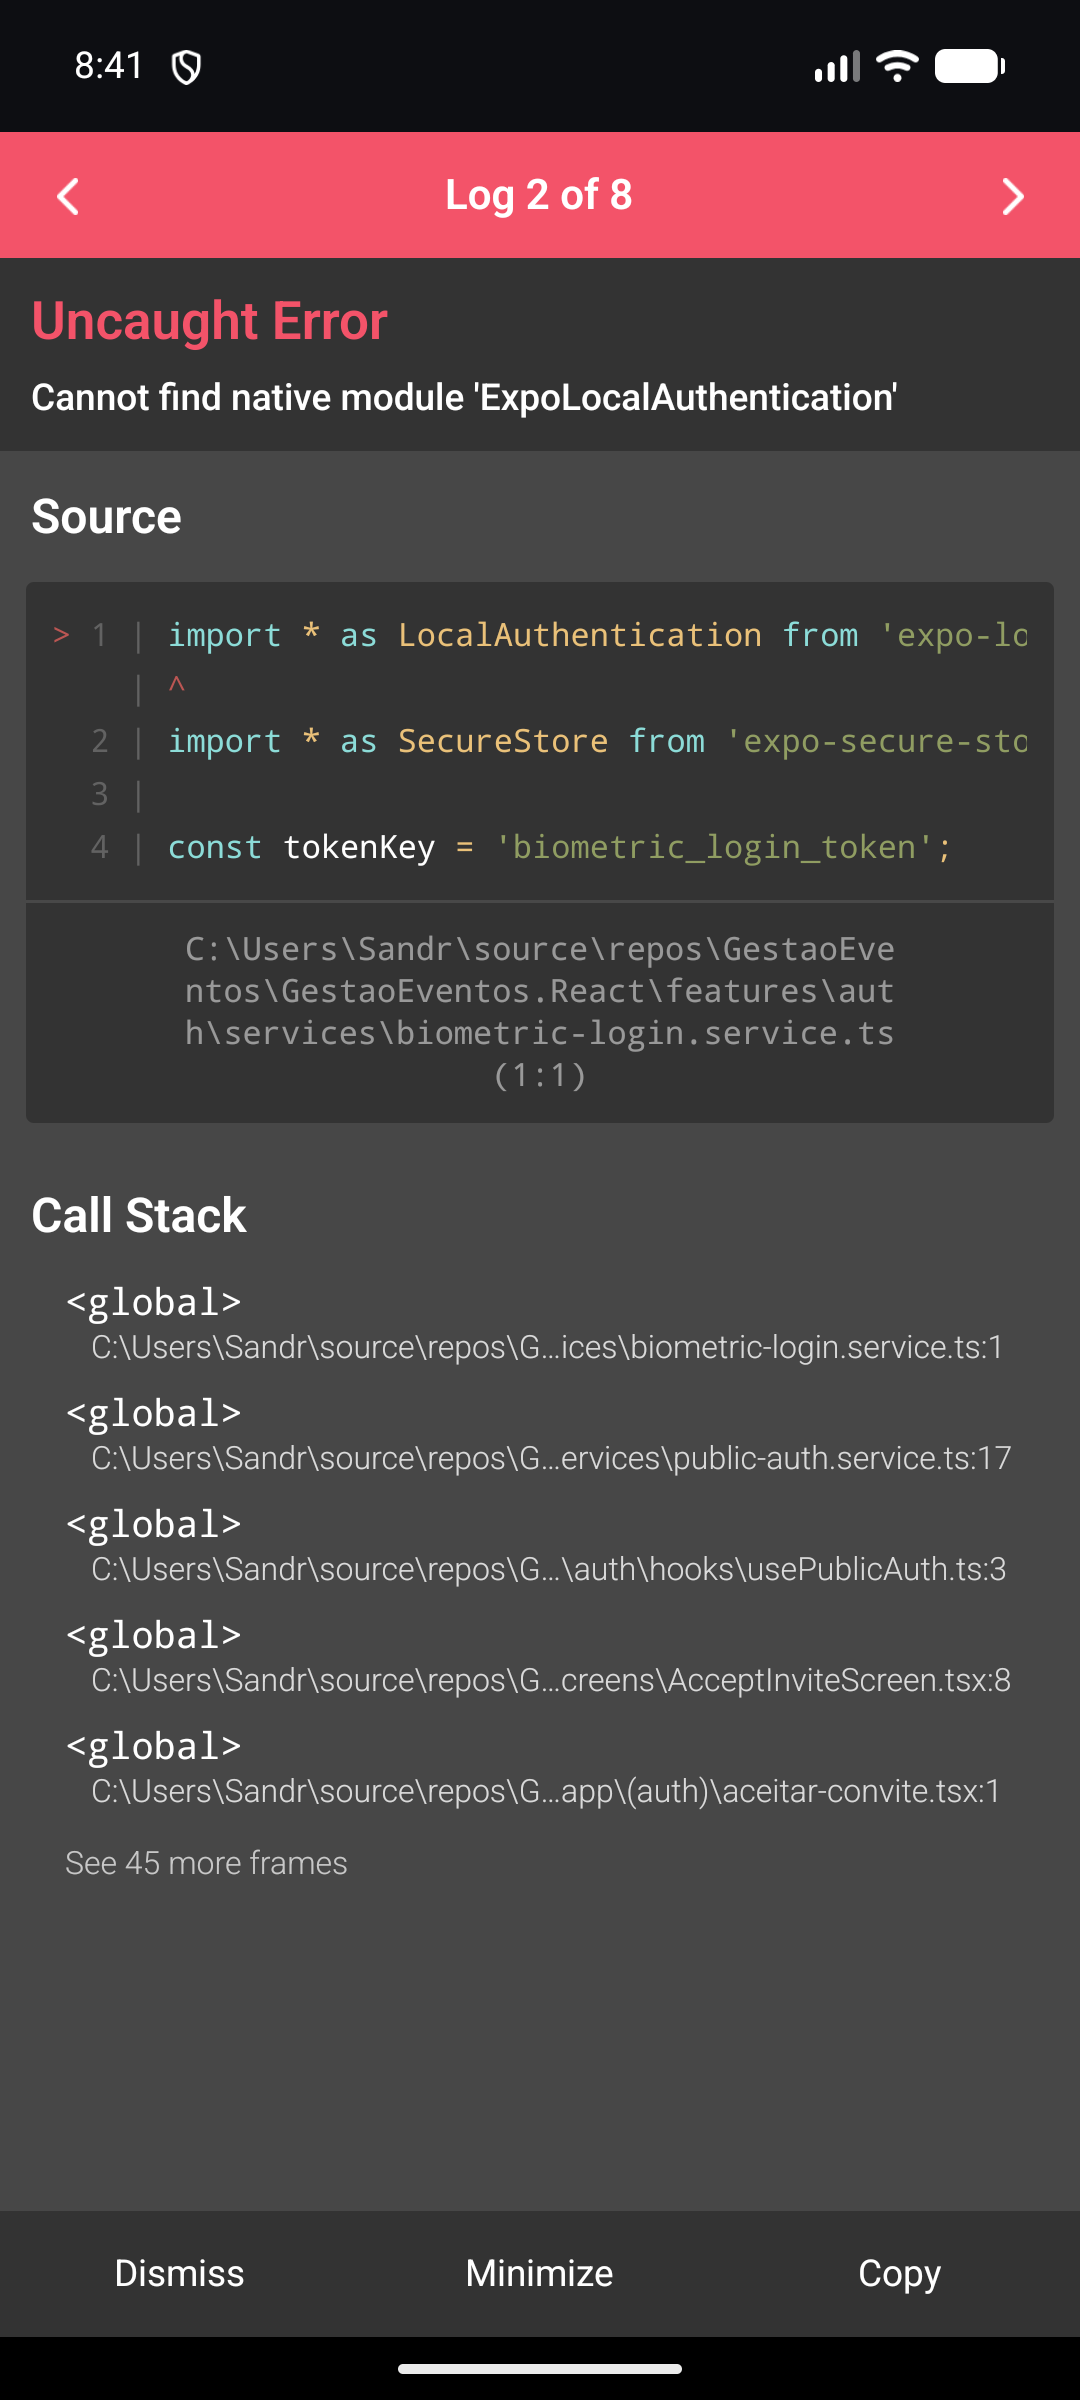 8:41
Log 2 of 8
Uncaught Error
Cannot find native module 'ExpoLocalAuthentication'
Source
> 1 | import * as LocalAuthentication from 'expo-lo
| ^
2 | import * as SecureStore from 'expo-secure-sto
3 |
4 | const tokenKey = 'biometric_login_token';
C:\Users\Sandr\source\repos\GestaoEve
ntos\GestaoEventos.React\features\aut
h\services\biometric-login.service.ts
(1:1)
Call Stack
<global>
C:\Users\Sandr\source\repos\G...ices\biometric-login.service.ts:1
<global>
C:\Users\Sandr\source\repos\G...ervices\public-auth.service.ts:17
<global>
C:\Users\Sandr\source\repos\G...\auth\hooks\usePublicAuth.ts:3
<global>
C:\Users\Sandr\source\repos\G...creens\AcceptInviteScreen.tsx:8
<global>
C:\Users\Sandr\source\repos\G...app\(auth)\aceitar-convite.tsx:1
See 45 more frames
Dismiss
Minimize
Copy